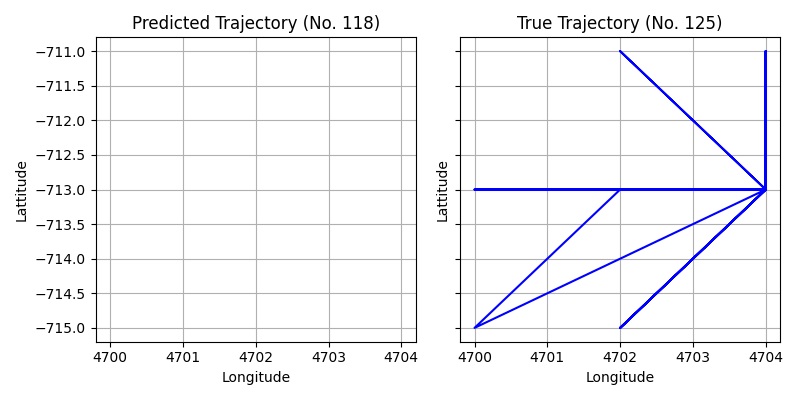 Predicted Trajectory (No. 118)
True Trajectory (No. 125)
−711.0
−711.5
−712.0
−712.5
−713.0
−713.5
−714.0
−714.5
−715.0
Lattitude
Lattitude
4700 4701 4702 4703 4704
4700 4701 4702 4703 4704
Longitude
Longitude